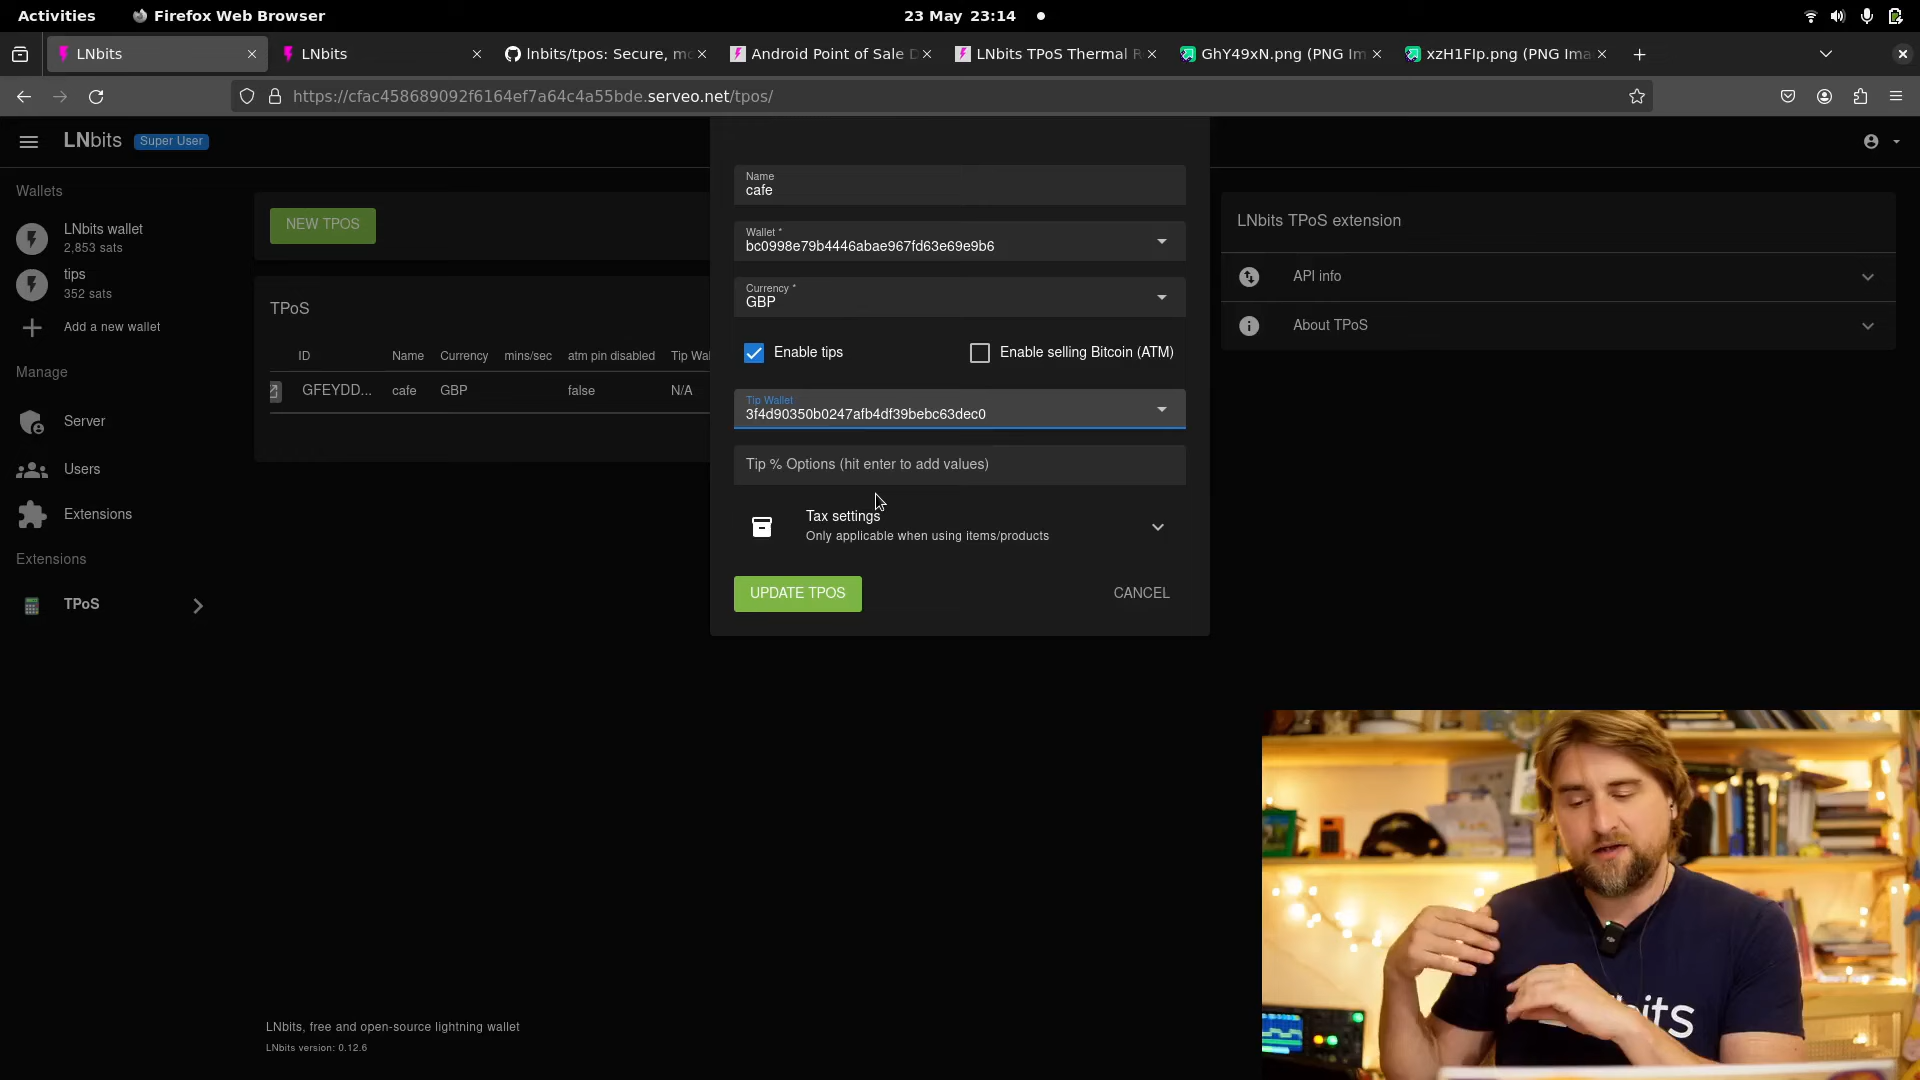 Activities
Firefox Web Browser
23 May 23:14
LNbits
LNbits
lnbits/tpos: Secure, mo
Android Point of Sale D
LNbits TPoS Thermal R
GhY49xN.png (PNG Im
xzH1FIp.png (PNG Ima
https://cfac458689092f6164ef7a64c4a55bde.serveo.net/tpos/
LNbits
Super User
Wallets
LNbits wallet
2,853 sats
tips
352 sats
Add a new wallet
Manage
Server
Users
Extensions
Extensions
TPoS
NEW TPOS
TPoS
ID Name Currency mins/sec atm pin disabled Tip Wal
GFEYDD... cafe GBP false N/A
Name
cafe
Wallet *
bc0998e79b4446abae967fd63e69e9b6
Currency *
GBP
Enable tips
Enable selling Bitcoin (ATM)
Tip Wallet
3f4d90350b0247afb4df39bebc63dec0
Tip % Options (hit enter to add values)
Tax settings
Only applicable when using items/products
UPDATE TPOS
CANCEL
LNbits TPoS extension
API info
About TPoS
LNbits, free and open-source lightning wallet
LNbits version: 0.12.6
bits